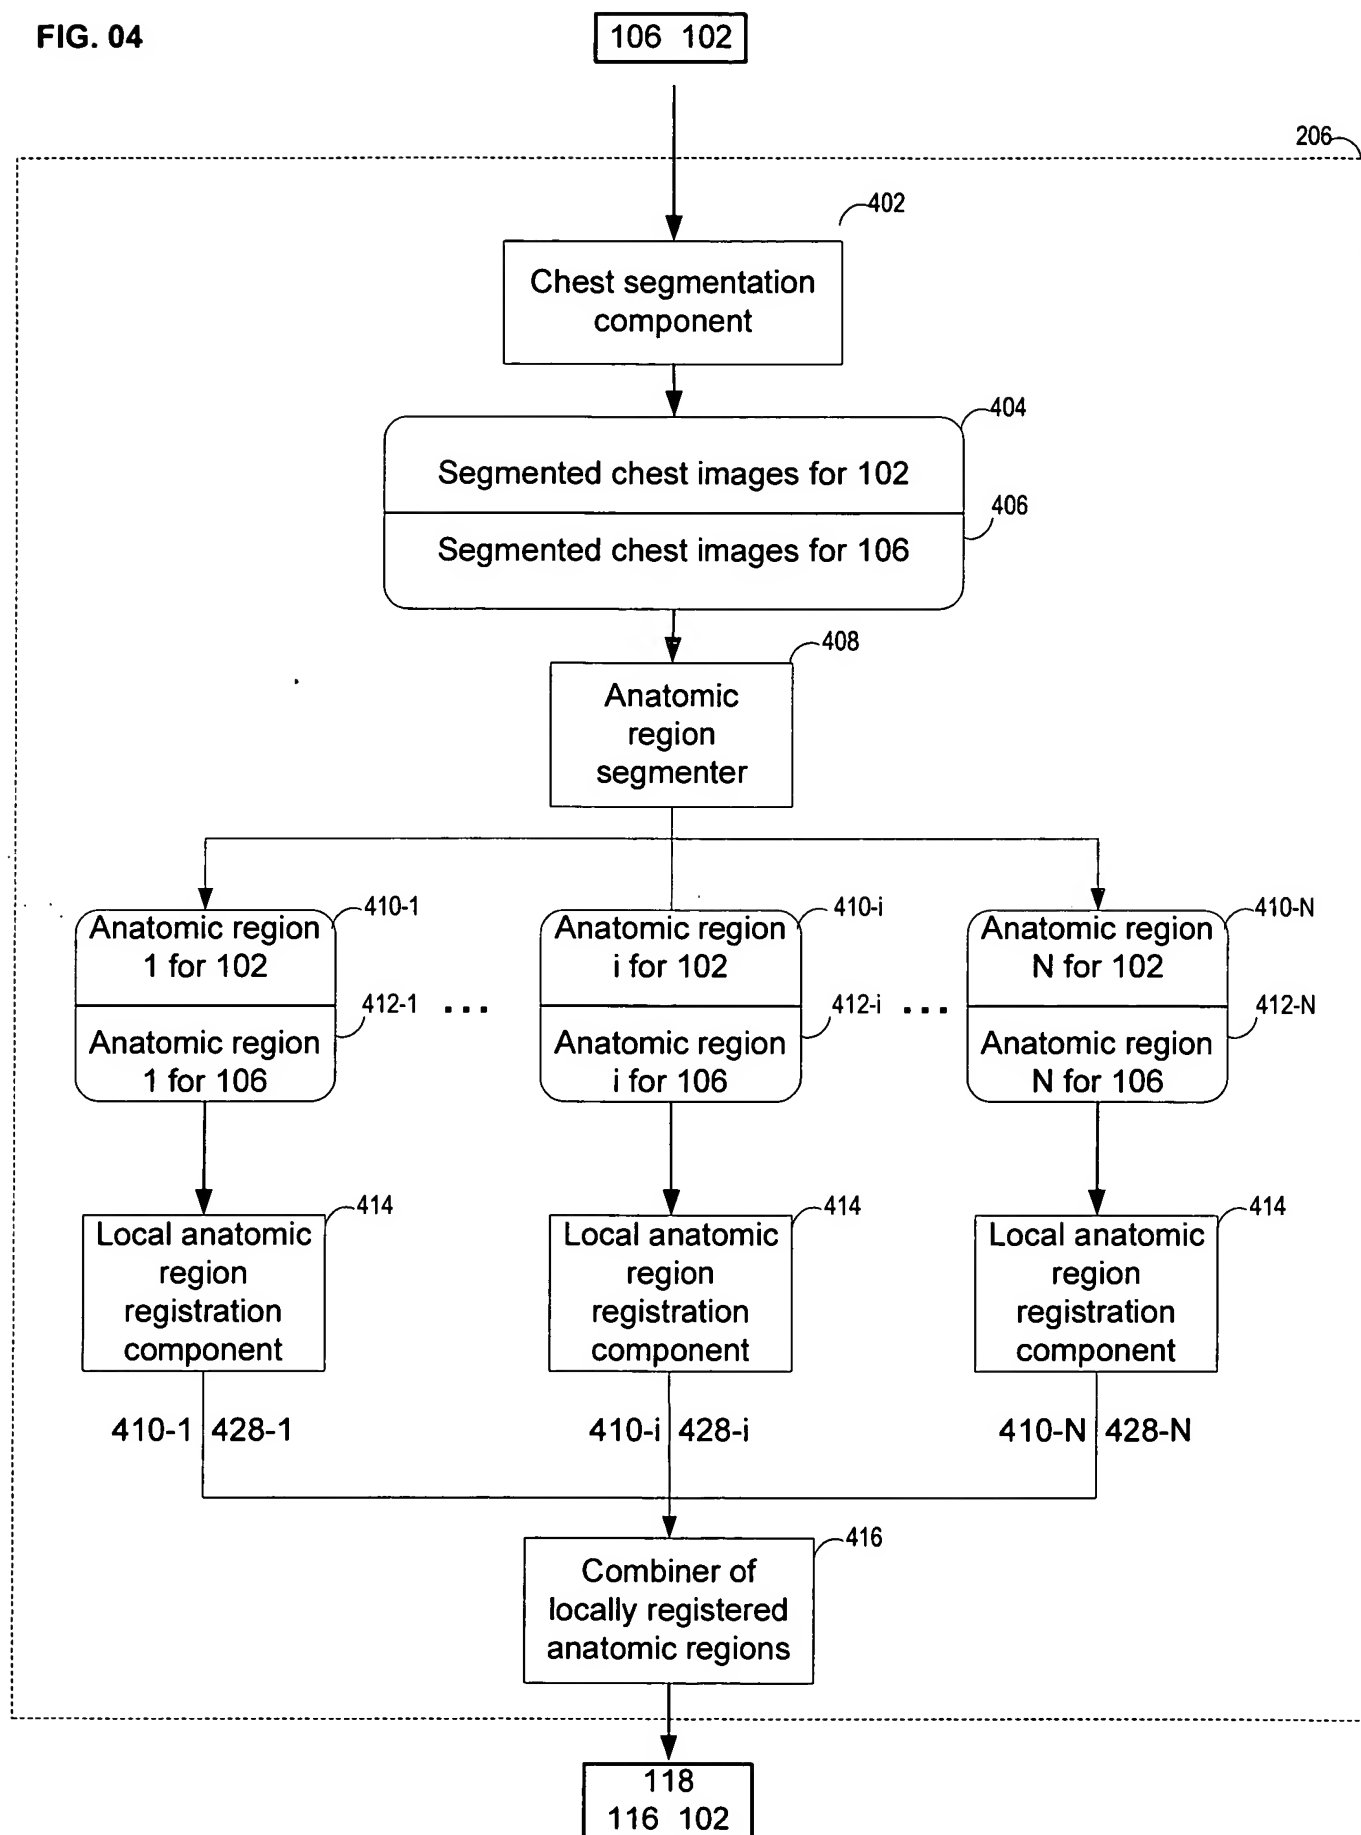 FIG. 04
106 102
206
402
Chest segmentation
component
404
Segmented chest images for 102
406
Segmented chest images for 106
408
Anatomic
region
segmenter
410-1
Anatomic region
1 for 102
412-1
Anatomic region
1 for 106
...
410-i
Anatomic region
i for 102
412-i
Anatomic region
i for 106
...
410-N
Anatomic region
N for 102
412-N
Anatomic region
N for 106
414
Local anatomic
region
registration
component
414
Local anatomic
region
registration
component
414
Local anatomic
region
registration
component
410-1 428-1
410-i 428-i
410-N 428-N
416
Combiner of
locally registered
anatomic regions
118
116 102